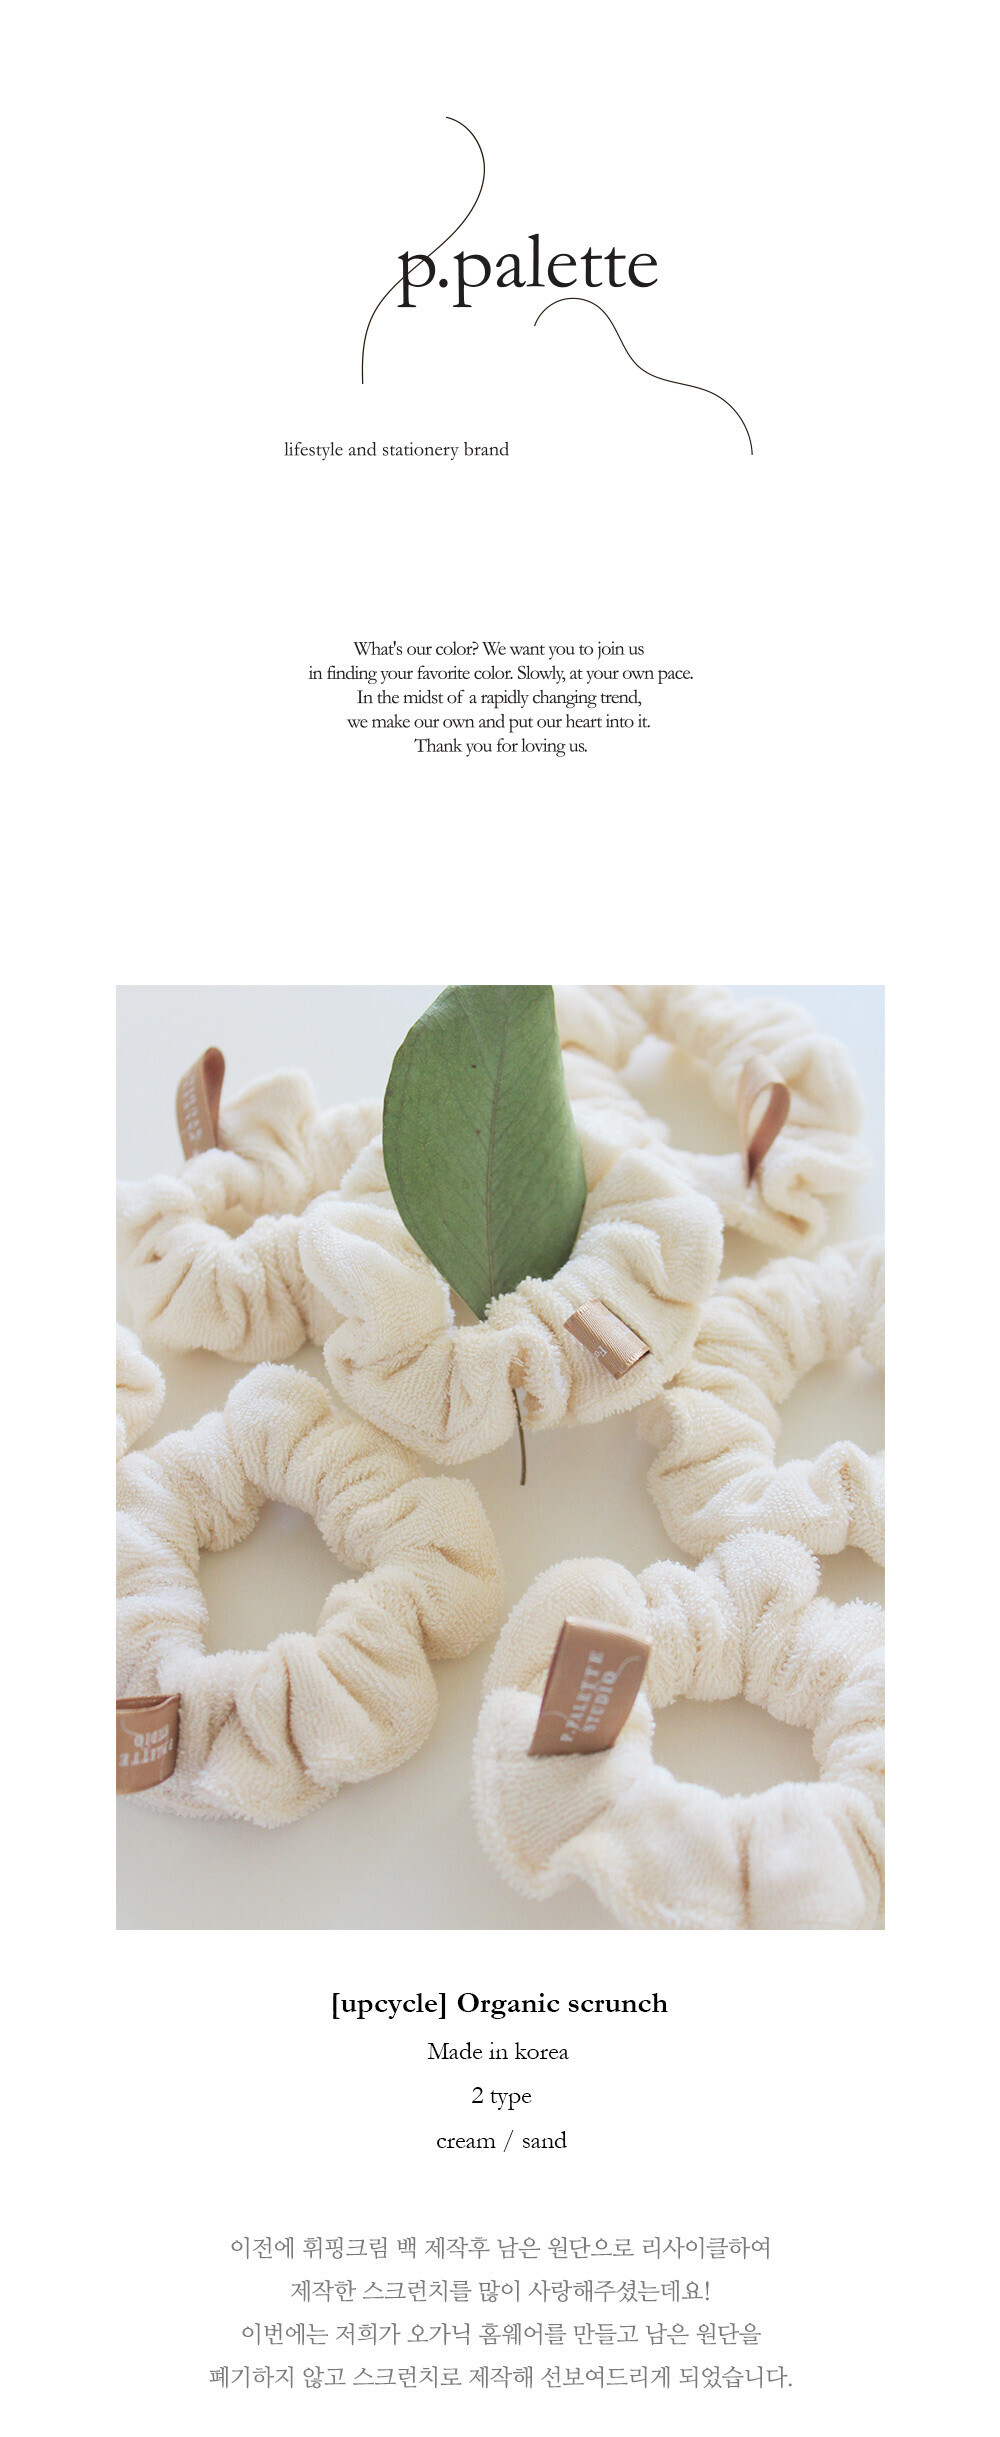 p.palette
lifestyle and stationery brand
What's our color? We want you to join us
in finding your favorite color. Slowly, at your own pace.
In the midst of a rapidly changing trend,
we make our own and put our heart into it.
Thank you for loving us.
P.PALETTE
STUDIO
[upcycle] Organic scrunch
Made in korea
2 type
cream / sand
이전에 휘핑크림 백 제작후 남은 원단으로 리사이클하여
제작한 스크런치를 많이 사랑해주셨는데요!
이번에는 저희가 오가닉 홈웨어를 만들고 남은 원단을
폐기하지 않고 스크런치로 제작해 선보여드리게 되었습니다.